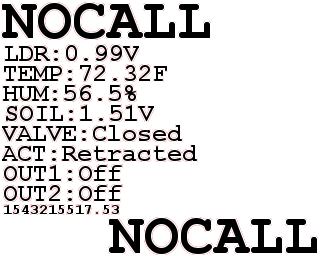 NOCALL
LDR:0.99V
TEMP:72.32F
HUM:56.5%
SOIL:1.51V
VALVE:Closed
ACT:Retracted
OUT1:Off
OUT2:Off
1543215517.53
NOCALL